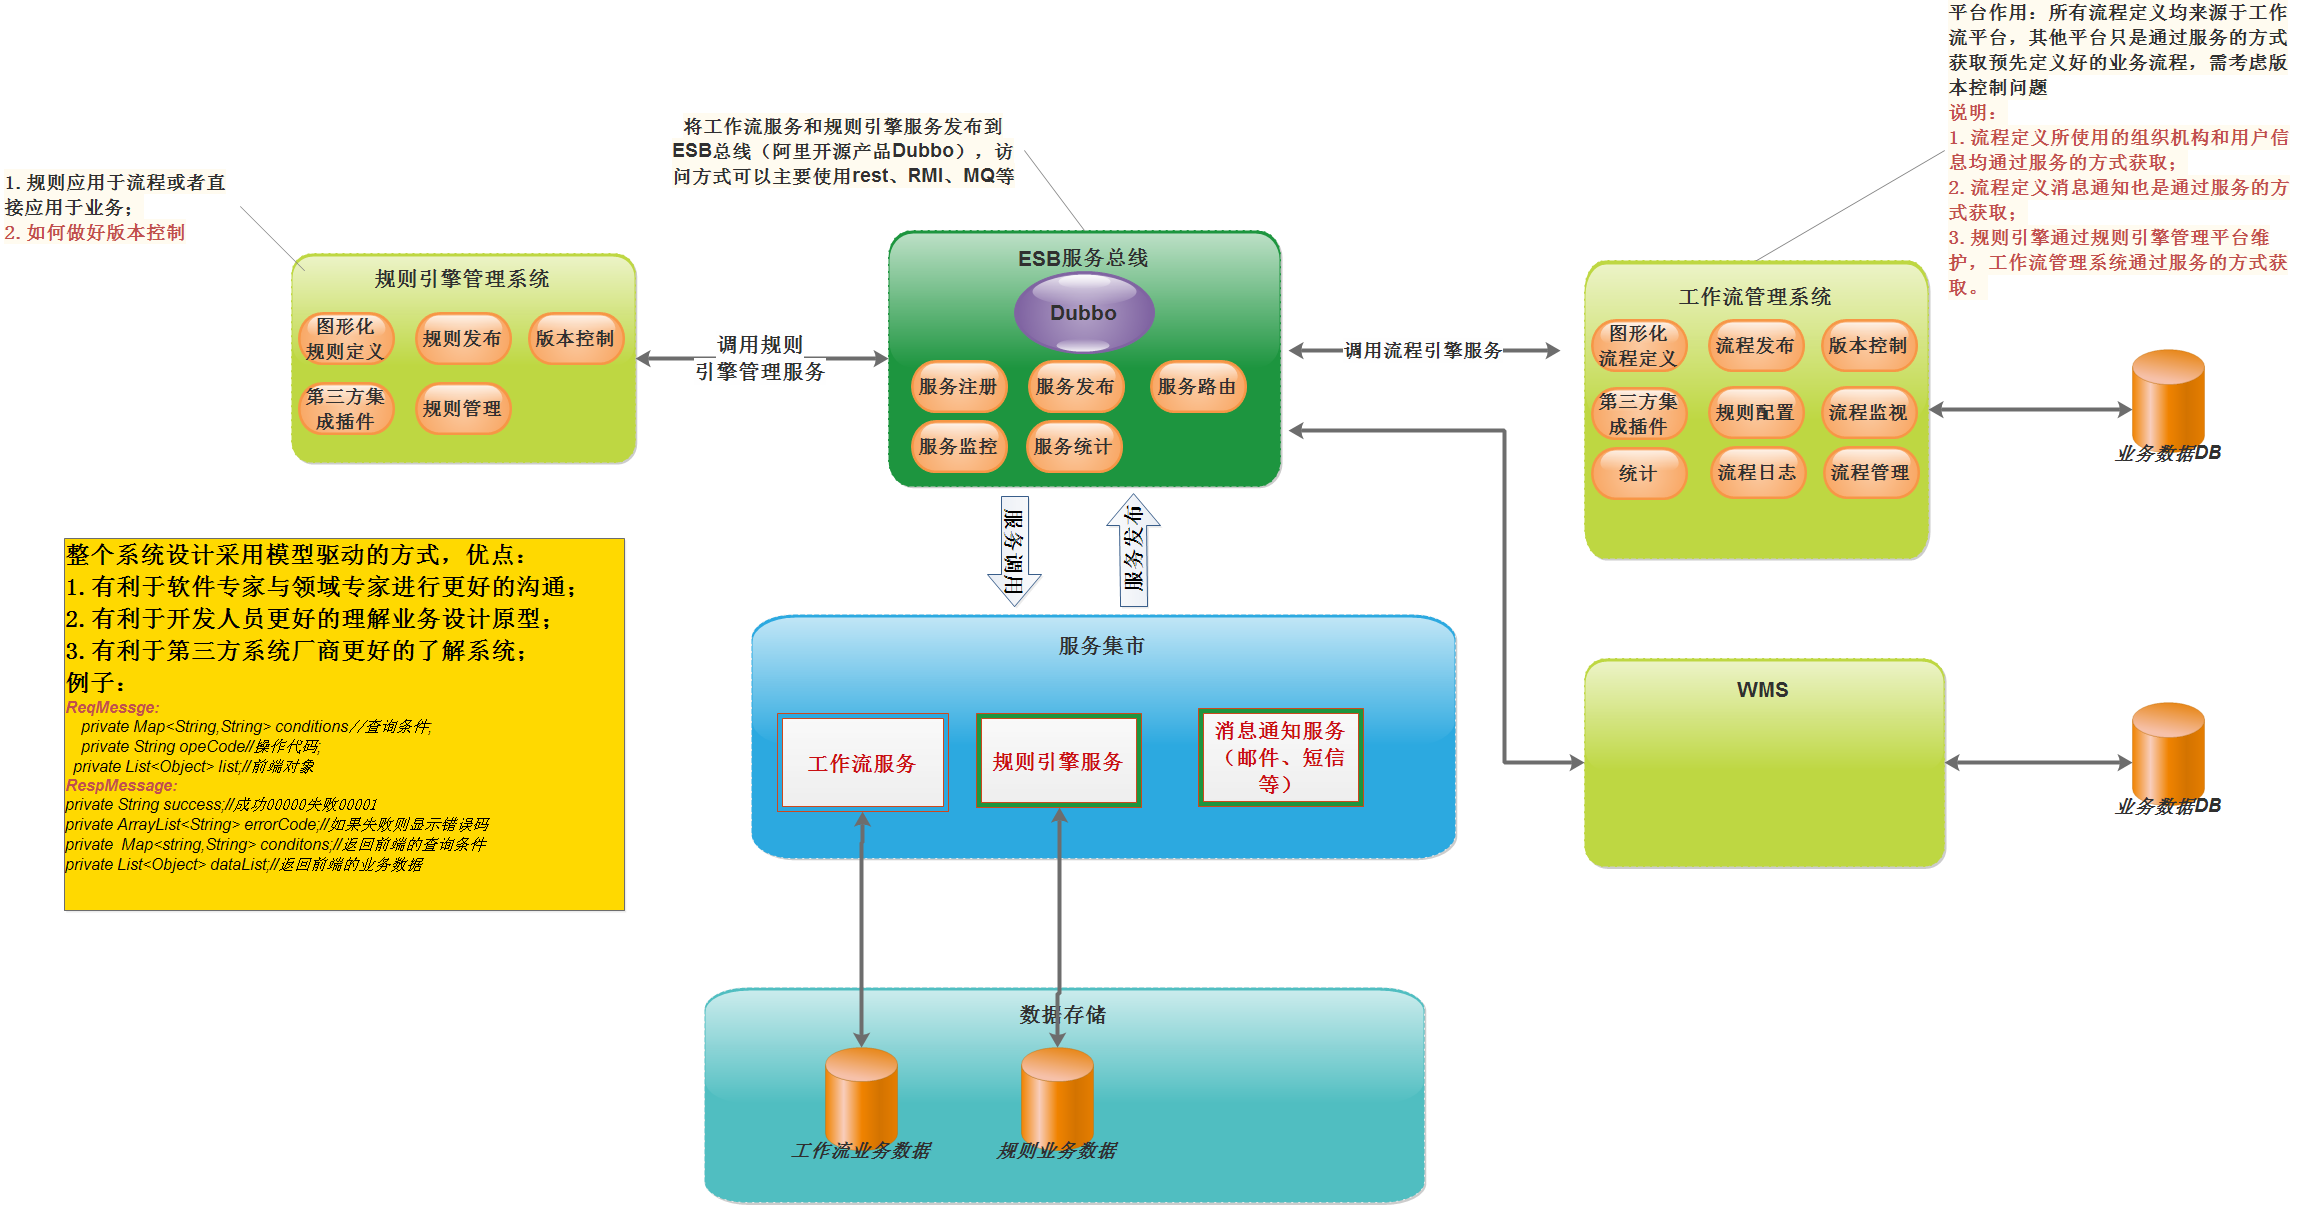 平台作用：所有流程定义均来源于工作
流平台，其他平台只是通过服务的方式
获取预先定义好的业务流程，需考虑版
本控制问题
说明：
1.流程定义所使用的组织机构和用户信
息均通过服务的方式获取；
2.流程定义消息通知也是通过服务的方
式获取；
3.规则引擎通过规则引擎管理平台维
护，工作流管理系统通过服务的方式获
取。
将工作流服务和规则引擎服务发布到
ESB总线（阿里开源产品Dubbo），访
问方式可以主要使用rest、RMI、MQ等
1.规则应用于流程或者直
接应用于业务；
2.如何做好版本控制
规则引擎管理系统
图形化
规则定义
规则发布
版本控制
第三方集
成插件
规则管理
调用规则
引擎管理服务
ESB服务总线
Dubbo
服务注册
服务发布
服务路由
服务监控
服务统计
调用流程引擎服务
工作流管理系统
图形化
流程定义
流程发布
版本控制
第三方集
成插件
规则配置
流程监视
统计
流程日志
流程管理
业务数据DB
服务调用
服务发布
整个系统设计采用模型驱动的方式，优点：
1.有利于软件专家与领域专家进行更好的沟通；
2.有利于开发人员更好的理解业务设计原型；
3.有利于第三方系统厂商更好的了解系统；
例子：
ReqMessge:
private Map<String,String> conditions//查询条件;
private String opeCode//操作代码;
private List<Object> list;//前端对象
RespMessage:
private String success;//成功00000失败00001
private ArrayList<String> errorCode;//如果失败则显示错误码
private  Map<string,String> conditons;//返回前端的查询条件
private List<Object> dataList;//返回前端的业务数据
服务集市
工作流服务
规则引擎服务
消息通知服务
（邮件、短信
等）
WMS
业务数据DB
数据存储
工作流业务数据
规则业务数据